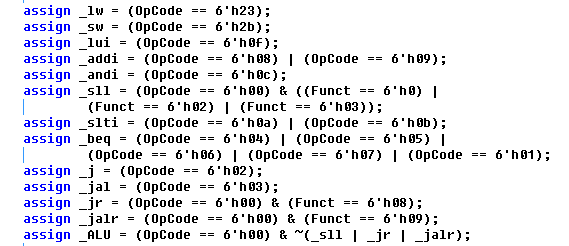 assign _lw = (OpCode == 6'h23);
assign _sw = (OpCode == 6'h2b);
assign _lui = (OpCode == 6'h0f);
assign _addi = (OpCode == 6'h08) | (OpCode == 6'h09);
assign _andi = (OpCode == 6'h0c);
assign _sll = (OpCode == 6'h00) & ((Funct == 6'h0) |
(Funct == 6'h02) | (Funct == 6'h03));
assign _slti = (OpCode == 6'h0a) | (OpCode == 6'h0b);
assign _beq = (OpCode == 6'h04) | (OpCode == 6'h05) |
(OpCode == 6'h06) | (OpCode == 6'h07) | (OpCode == 6'h01);
assign _j = (OpCode == 6'h02);
assign _jal = (OpCode == 6'h03);
assign _jr = (OpCode == 6'h00) & (Funct == 6'h08);
assign _jalr = (OpCode == 6'h00) & (Funct == 6'h09);
assign _ALU = (OpCode == 6'h00) & ~(_sll | _jr | _jalr);